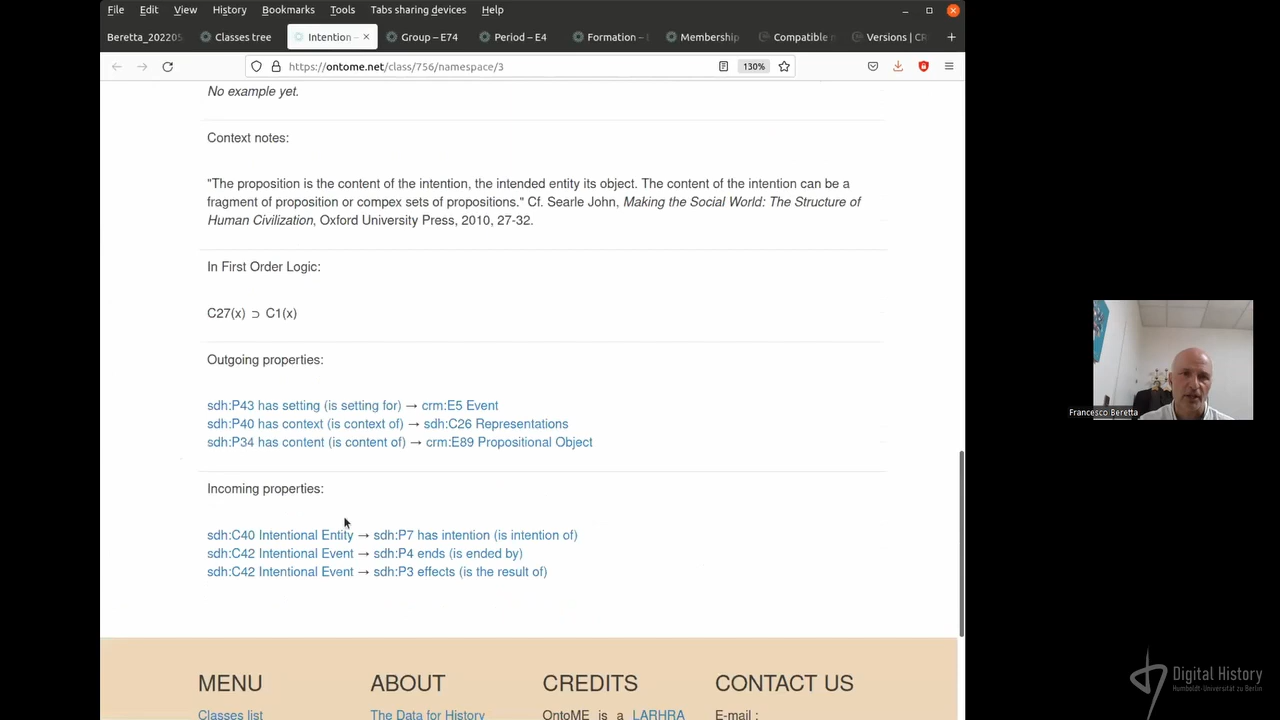 File Edit View History Bookmarks Tools Tabs sharing devices Help
Beretta_202205 Classes tree Intention – Group – E74 Period – E4 Formation – Membership Compatible Versions | CR
https://ontome.net/class/756/namespace/3 130%
No example yet.
Context notes:
"The proposition is the content of the intention, the intended entity its object. The content of the intention can be a
fragment of proposition or compex sets of propositions." Cf. Searle John, Making the Social World: The Structure of
Human Civilization, Oxford University Press, 2010, 27-32.
In First Order Logic:
C27(x) ⊃ C1(x)
Outgoing properties:
sdh:P43 has setting (is setting for) → crm:E5 Event
sdh:P40 has context (is context of) → sdh:C26 Representations
sdh:P34 has content (is content of) → crm:E89 Propositional Object
Incoming properties:
sdh:C40 Intentional Entity → sdh:P7 has intention (is intention of)
sdh:C42 Intentional Event → sdh:P4 ends (is ended by)
sdh:C42 Intentional Event → sdh:P3 effects (is the result of)
MENU ABOUT CREDITS CONTACT US
Classes list The Data for History OntoME is a LARHRA E-mail :
Francesco Beretta
Digital History
Humboldt-Universität zu Berlin